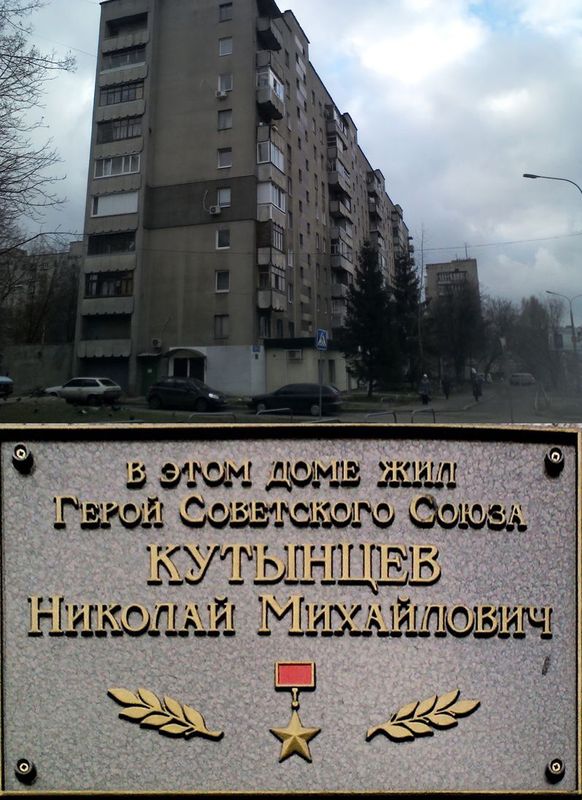 В ЭТОМ ДОМЕ ЖИЛ
ГЕРОЙ СОВЕТСКОГО СОЮЗА
КУТЫНЦЕВ
НИКОЛАЙ МИХАЙЛОВИЧ